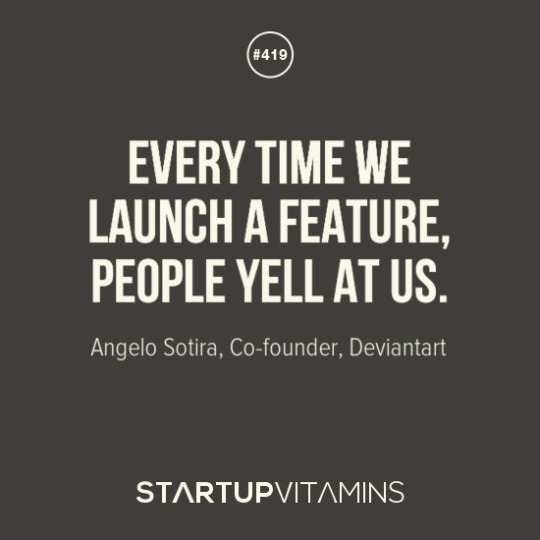 #419
EVERY TIME WE
LAUNCH A FEATURE,
PEOPLE YELL AT US.
Angelo Sotira, Co-founder, Deviantart
STARTUPVITAMINS